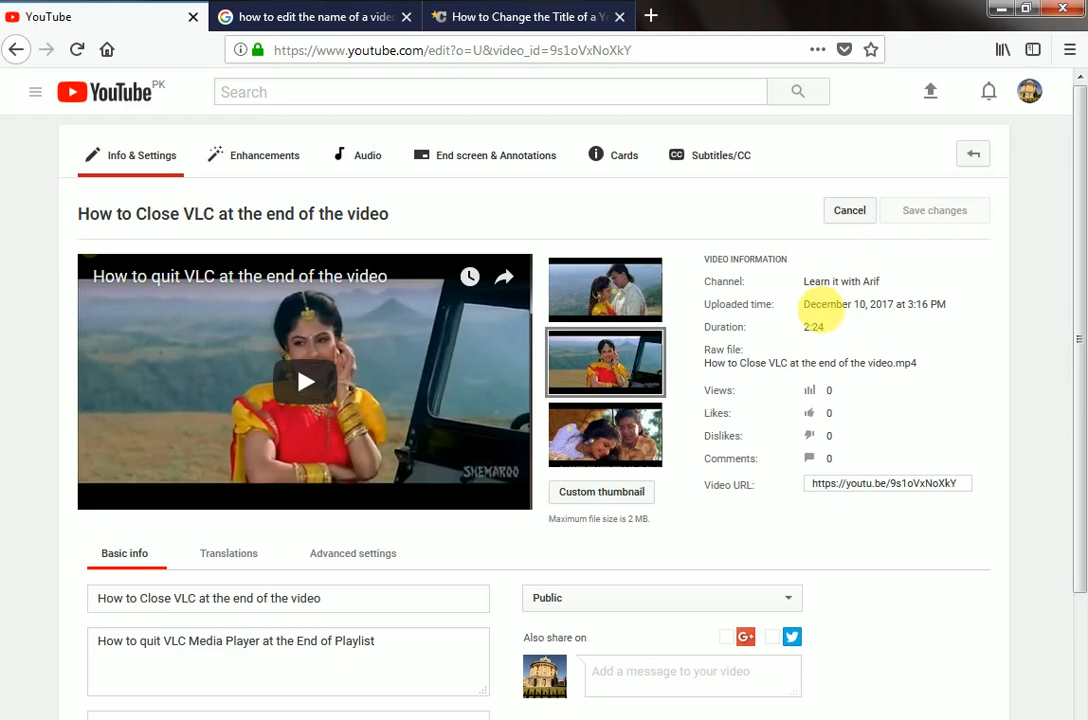 YouTube
how to edit the name of a vide
How to Change the Title of a Y
https://www.youtube.com/edit?o=U&video_id=9s1oVxNoXkY
YouTube PK
Search
Info & Settings
Enhancements
Audio
End screen & Annotations
Cards
CC Subtitles/CC
How to Close VLC at the end of the video
Cancel
Save changes
How to quit VLC at the end of the video
SHEMAROO
Custom thumbnail
Maximum file size is 2 MB.
VIDEO INFORMATION
Channel: Learn it with Arif
Uploaded time: December 10, 2017 at 3:16 PM
Duration: 2:24
Raw file:
How to Close VLC at the end of the video.mp4
Views: 0
Likes: 0
Dislikes: 0
Comments: 0
Video URL: https://youtu.be/9s1oVxNoXkY
Basic info
Translations
Advanced settings
How to Close VLC at the end of the video
Public
How to quit VLC Media Player at the End of Playlist
Also share on
G+
Add a message to your video